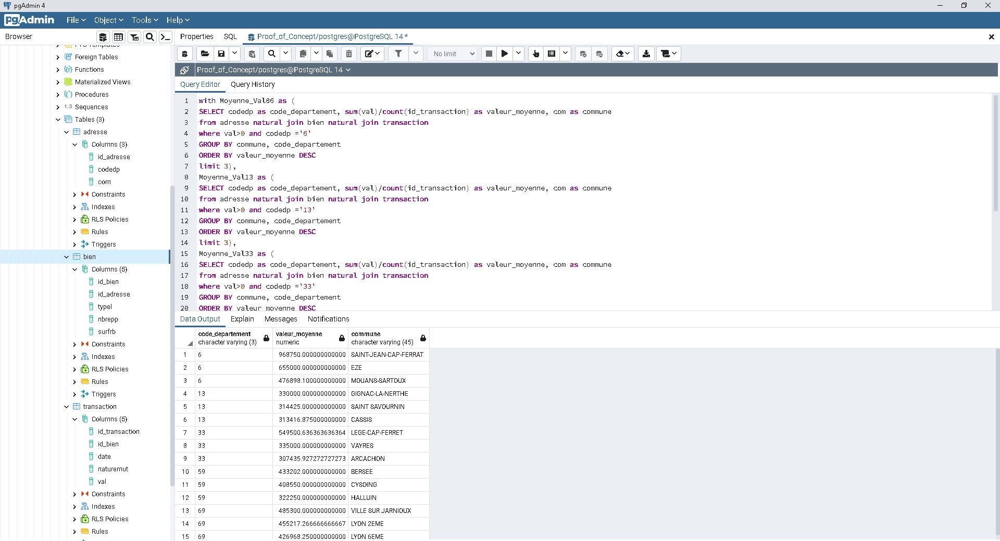 pgAdmin 4
pgAdmin File Object Tools Help
Browser
Properties SQL Proof_of_Concept/postgres@PostgreSQL 14 *
FTS Templates
Foreign Tables
Functions
Materialized Views
Procedures
1..3 Sequences
Tables (3)
adresse
Columns (3)
id_adresse
codedp
com
Constraints
Indexes
RLS Policies
Rules
Triggers
bien
Columns (5)
id_bien
id_adresse
typel
nbrepp
surfrb
Constraints
Indexes
RLS Policies
Rules
Triggers
transaction
Columns (5)
id_transaction
id_bien
date
naturemut
val
Constraints
Indexes
RLS Policies
Rules
No limit
Proof_of_Concept/postgres@PostgreSQL 14
Query Editor Query History
1 with Moyenne_Val06 as (
2 SELECT codedp as code_departement, sum(val)/count(id_transaction) as valeur_moyenne, com as commune
3 from adresse natural join bien natural join transaction
4 where val>0 and codedp ='6'
5 GROUP BY commune, code_departement
6 ORDER BY valeur_moyenne DESC
7 limit 3),
8 Moyenne_Val13 as (
9 SELECT codedp as code_departement, sum(val)/count(id_transaction) as valeur_moyenne, com as commune
10 from adresse natural join bien natural join transaction
11 where val>0 and codedp ='13'
12 GROUP BY commune, code_departement
13 ORDER BY valeur_moyenne DESC
14 limit 3),
15 Moyenne_Val33 as (
16 SELECT codedp as code_departement, sum(val)/count(id_transaction) as valeur_moyenne, com as commune
17 from adresse natural join bien natural join transaction
18 where val>0 and codedp ='33'
19 GROUP BY commune, code_departement
20 ORDER BY valeur_moyenne DESC
Data Output Explain Messages Notifications
code_departement valeur_moyenne commune
character varying (3) numeric character varying (45)
1 6 968750.000000000000 SAINT-JEAN-CAP-FERRAT
2 6 655000.000000000000 EZE
3 6 476898.100000000000 MOUANS-SARTOUX
4 13 330000.000000000000 GIGNAC-LA-NERTHE
5 13 314425.000000000000 SAINT SAVOURNIN
6 13 313416.875000000000 CASSIS
7 33 549500.636363636364 LEGE-CAP-FERRET
8 33 335000.000000000000 VAYRES
9 33 307435.927272727273 ARCACHON
10 59 433202.000000000000 BERSEE
11 59 408550.000000000000 CYSOING
12 59 322250.000000000000 HALLUIN
13 69 485300.000000000000 VILLE SUR JARNIOUX
14 69 455217.266666666667 LYON 2EME
15 69 426968.250000000000 LYON 6EME